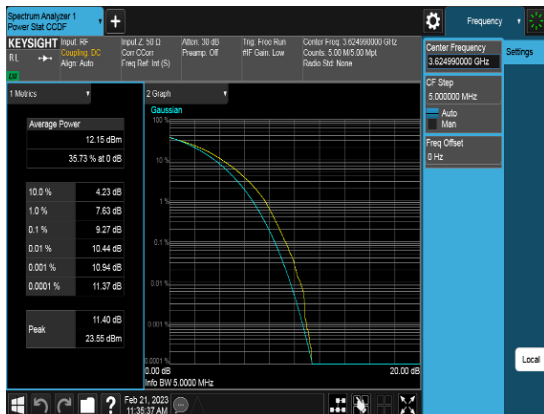 Spectrum Analyzer 1
Power Stat CCDF
+
Frequency
KEYSIGHT
RL
Input: RF
Coupling: DC
Align: Auto
Input Z: 50 Ω
Corr CCorr
Freq Ref: Int (S)
Atten: 30 dB
Preamp: Off
Trig: Free Run
#IF Gain: Low
Center Freq: 3.624990000 GHz
Counts: 5.00 M/5.00 Mpt
Radio Std: None
Center Frequency
3.624990000 GHz
Settings
CF Step
5.000000 MHz
Auto
Man
Freq Offset
0 Hz
1 Metrics
2 Graph
Average Power
12.15 dBm
35.73 % at 0 dB
10.0 % 4.23 dB
1.0 % 7.63 dB
0.1 % 9.27 dB
0.01 % 10.44 dB
0.001 % 10.94 dB
0.0001 % 11.37 dB
Peak
11.40 dB
23.55 dBm
Gaussian
100 %
10 %
1 %
0.1 %
0.01 %
0.001 %
0.0001 %
0.00 dB
20.00 dB
Info BW 5.0000 MHz
Local
?
Feb 21, 2023
11:35:37 AM